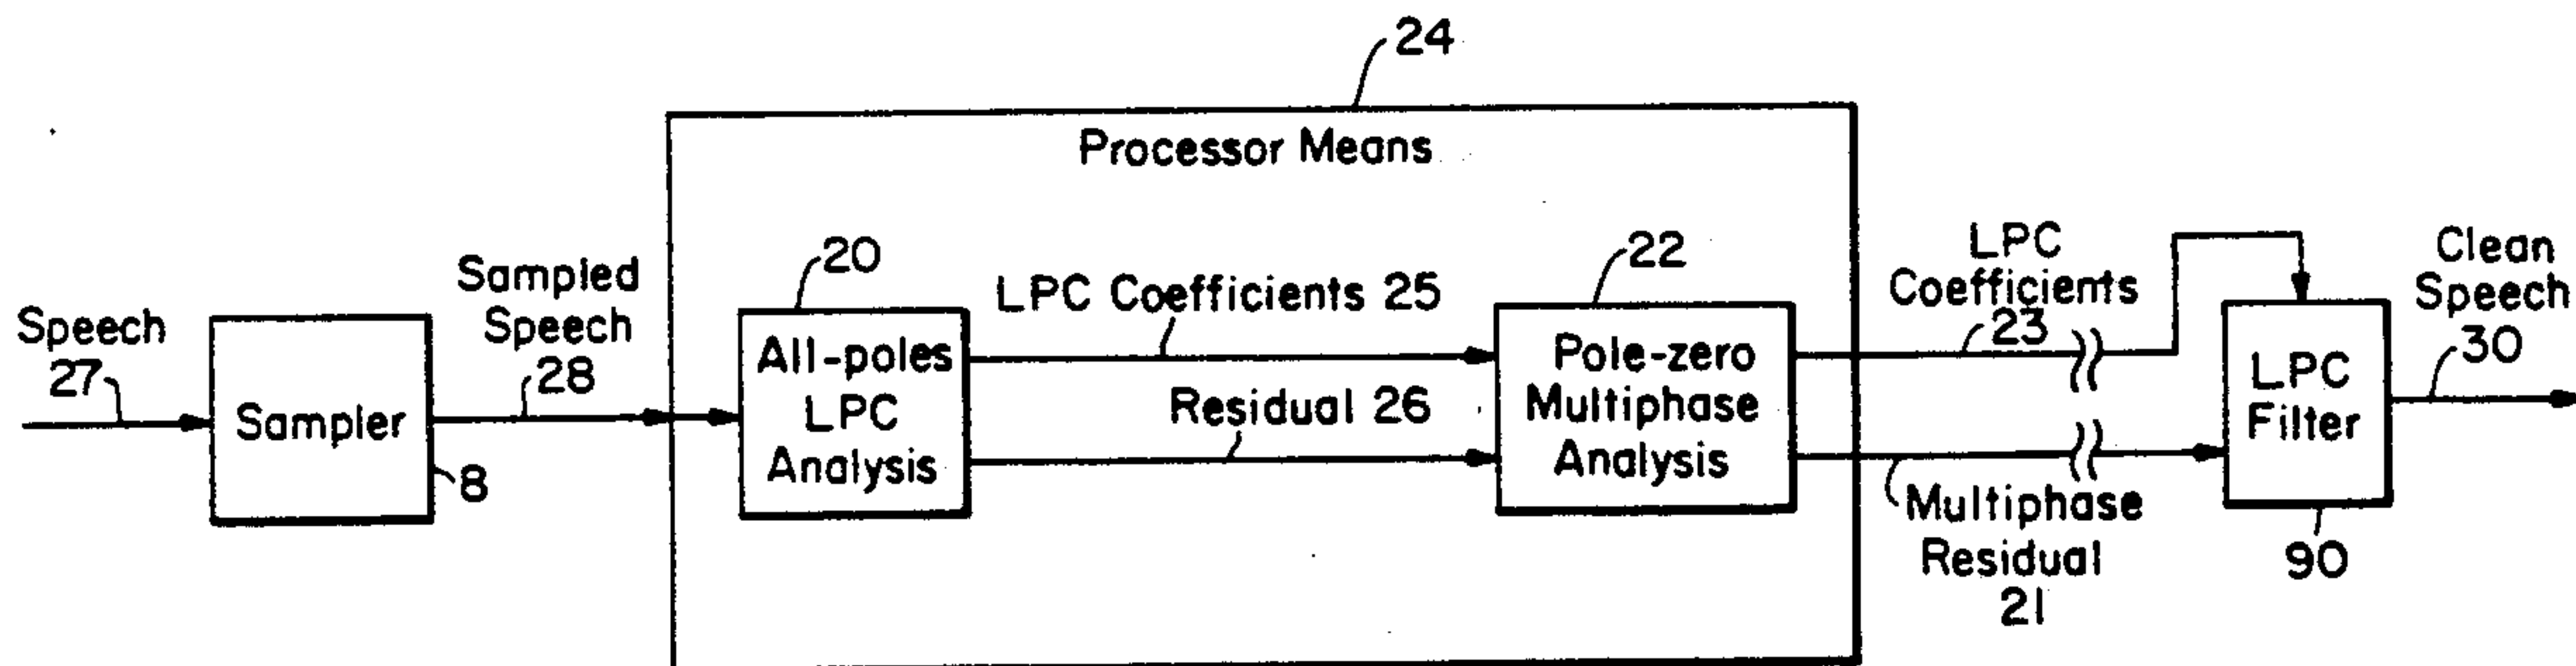 24
Processor Means
Speech
27
Sampler
8
Sampled
Speech
28
20
All-poles
LPC
Analysis
LPC Coefficients 25
Residual 26
22
Pole-zero
Multiphase
Analysis
LPC
Coefficients
23
Multiphase
Residual
21
LPC
Filter
90
Clean
Speech
30